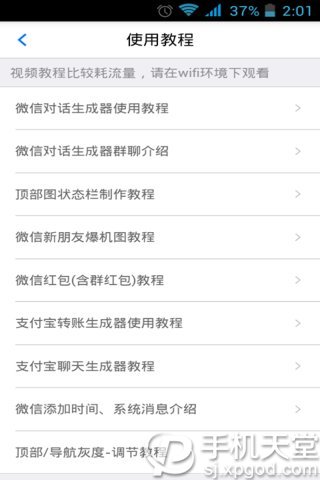 37% 2:01
使用教程
视频教程比较耗流量，请在wifi环境下观看
微信对话生成器使用教程
微信对话生成器群聊介绍
顶部图状态栏制作教程
微信新朋友爆机图教程
微信红包(含群红包)教程
支付宝转账生成器使用教程
支付宝聊天生成器教程
微信添加时间、系统消息介绍
顶部/导航灰度-调节教程
手机天堂
sj.xpgod.com